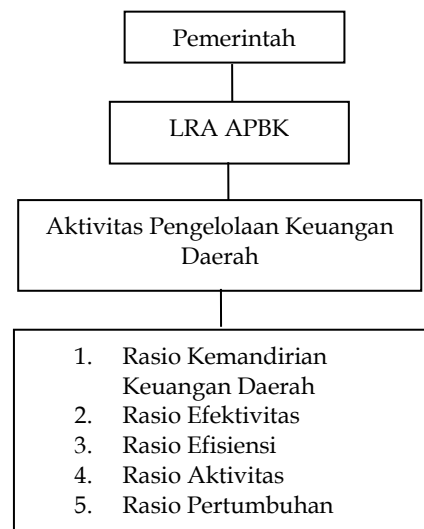 Pemerintah
LRA APBK
Aktivitas Pengelolaan Keuangan
Daerah
1. Rasio Kemandirian
Keuangan Daerah
2. Rasio Efektivitas
3. Rasio Efisiensi
4. Rasio Aktivitas
5. Rasio Pertumbuhan